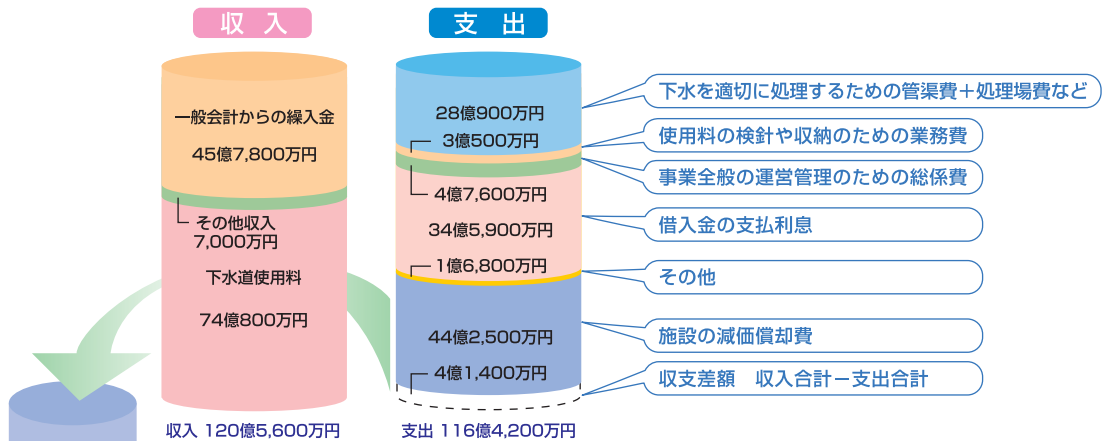 収 入
支 出
一般会計からの繰入金
45億7,800万円
その他収入
7,000万円
下水道使用料
74億800万円
収入 120億5,600万円
28億900万円
3億500万円
4億7,600万円
34億5,900万円
1億6,800万円
44億2,500万円
4億1,400万円
支出 116億4,200万円
下水を適切に処理するための管渠費＋処理場費など
使用料の検針や収納のための業務費
事業全般の運営管理のための総係費
借入金の支払利息
その他
施設の減価償却費
収支差額　収入合計－支出合計